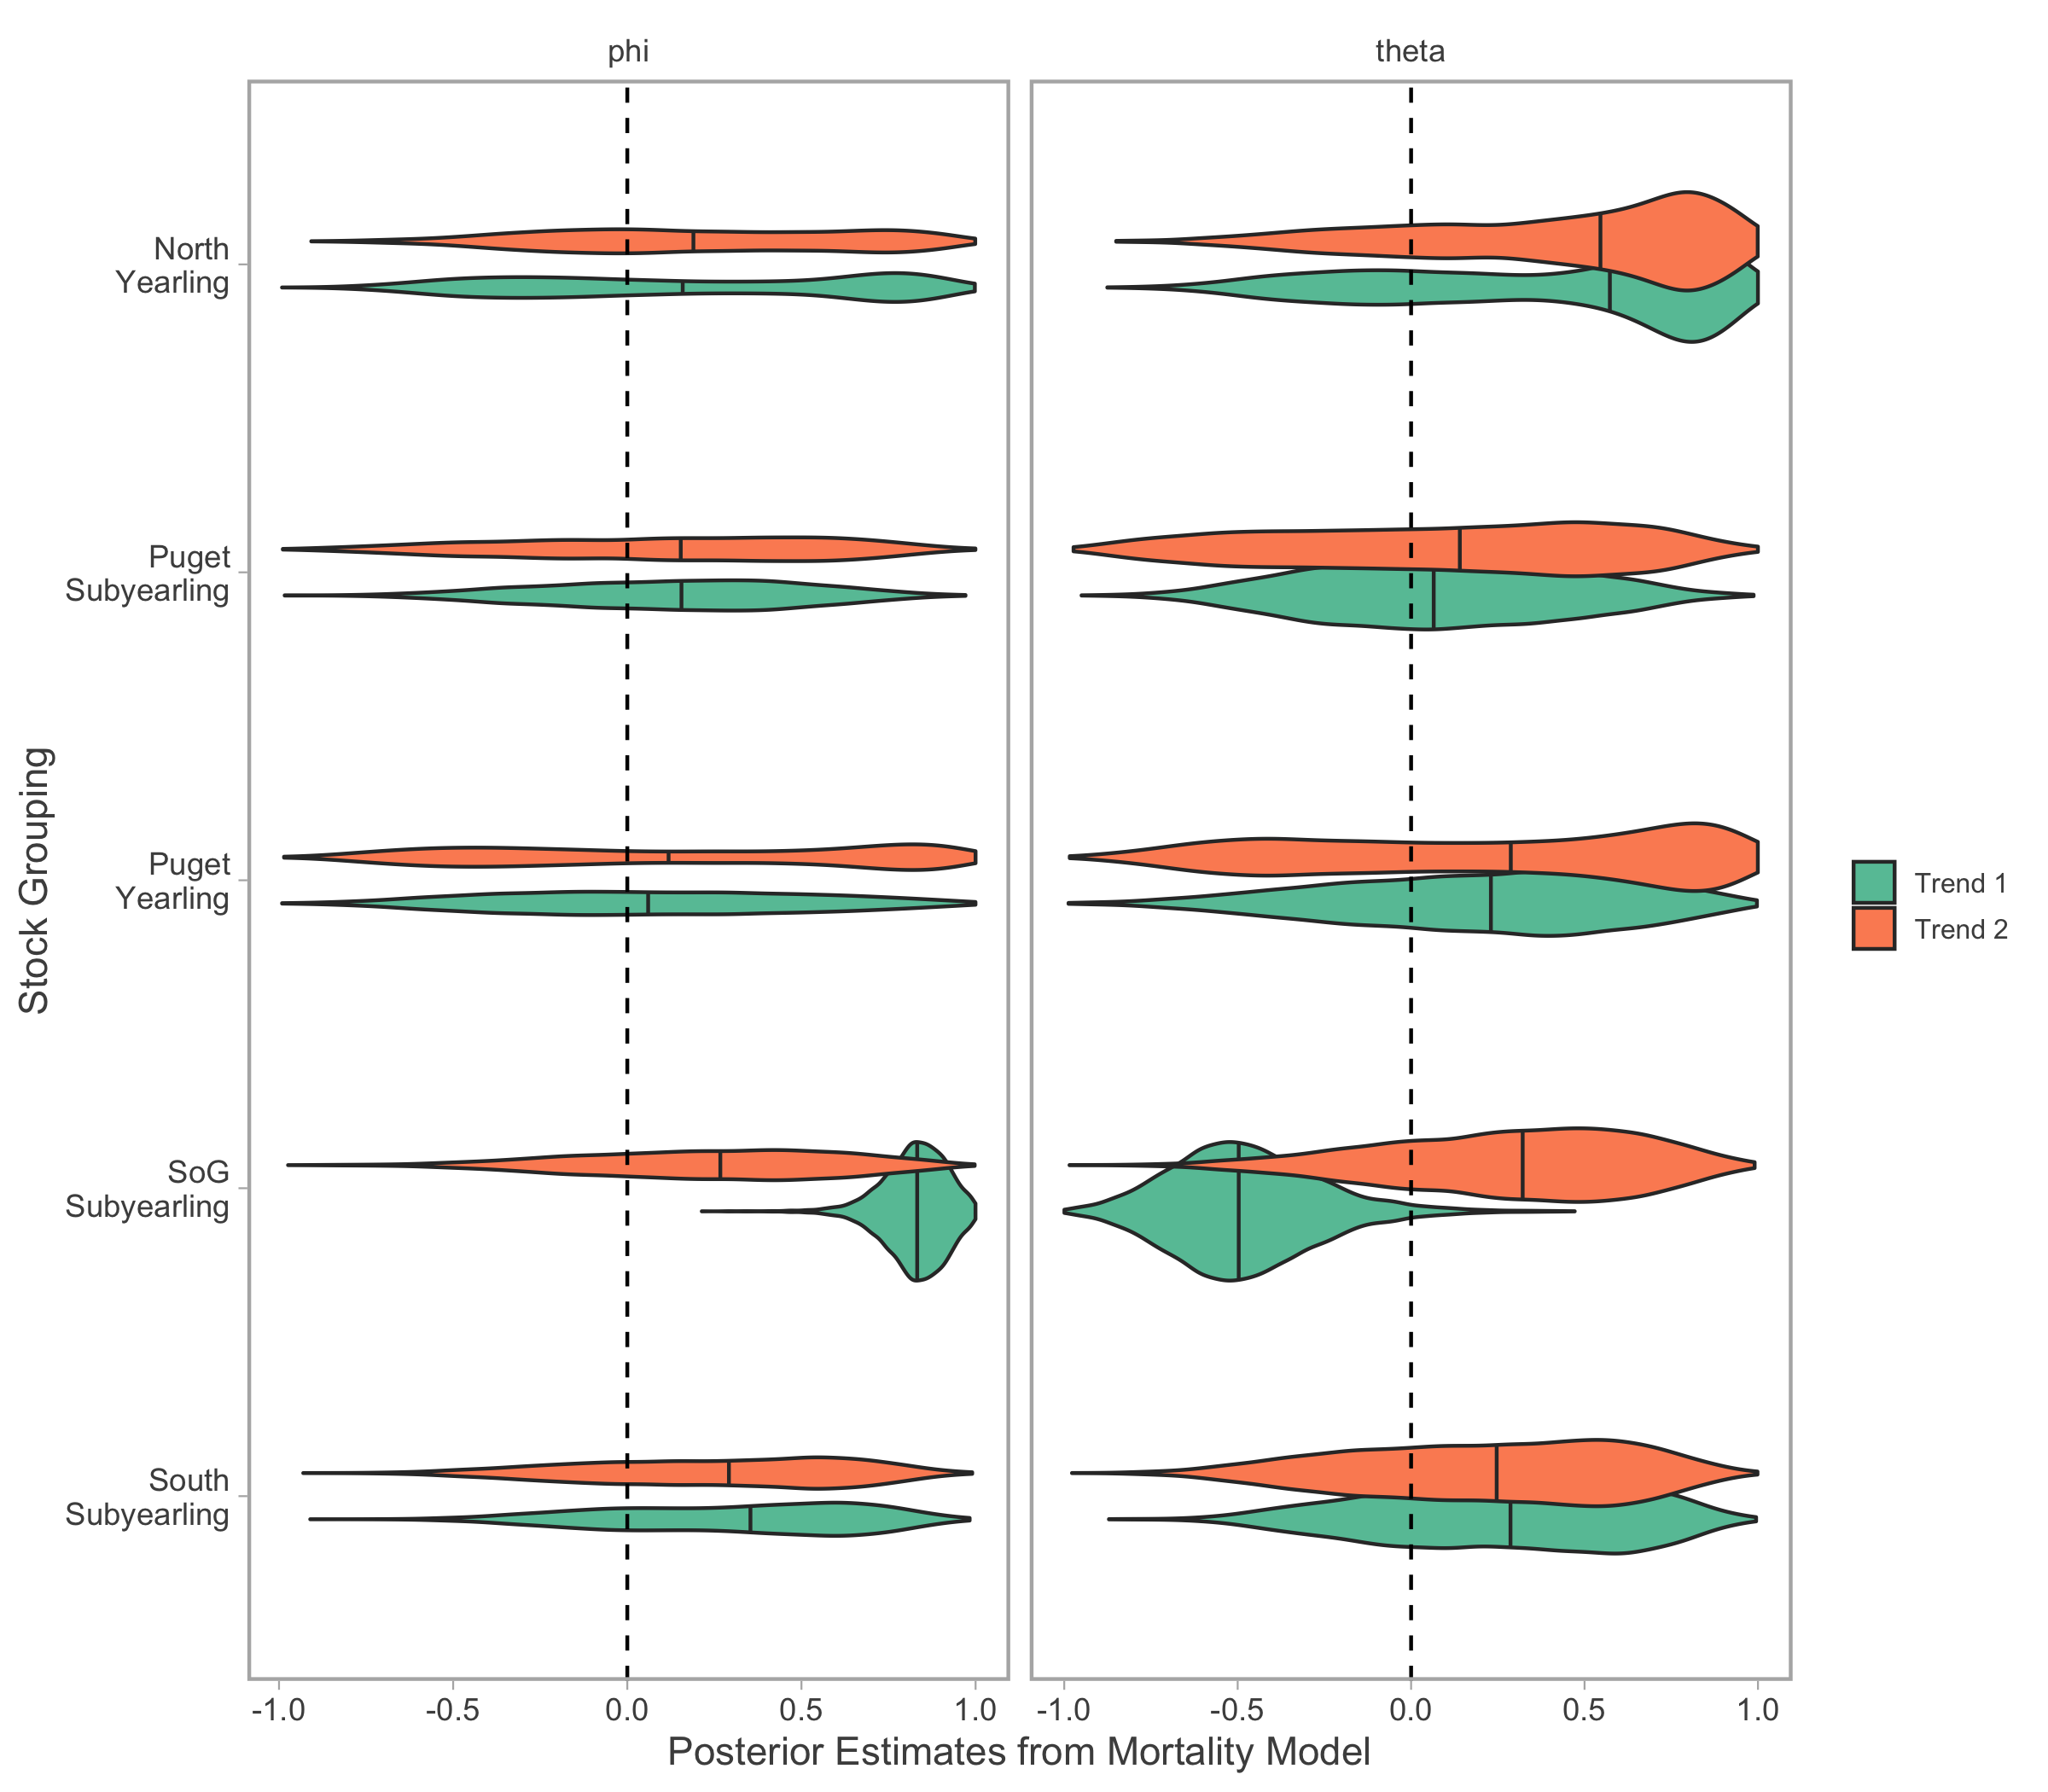 phi
theta
North
Yearling
Puget
Subyearling
Puget
Yearling
SoG
Subyearling
South
Subyearling
Stock Grouping
-1.0 -0.5 0.0 0.5 1.0
-1.0 -0.5 0.0 0.5 1.0
Posterior Estimates from Mortality Model
Trend 1
Trend 2